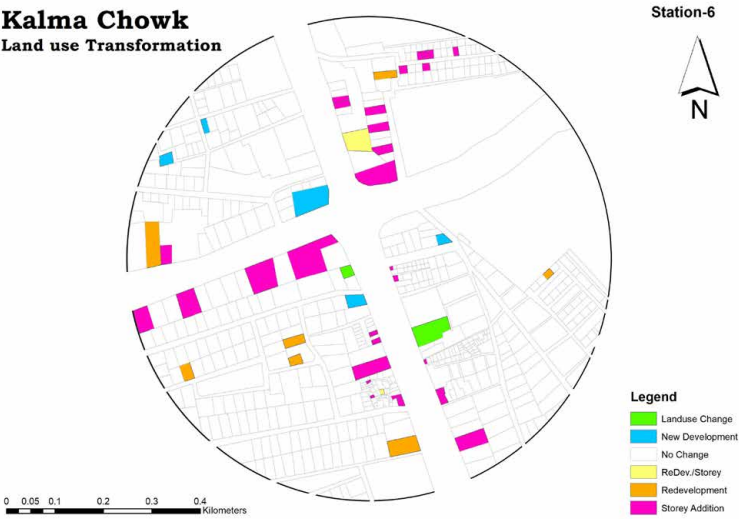 Kalma Chowk
Land use Transformation
Station-6
N
Legend
Landuse Change
New Development
No Change
ReDev./Storey
Redevelopment
Storey Addition
0 0.05 0.1 0.2 0.3 0.4
Kilometers